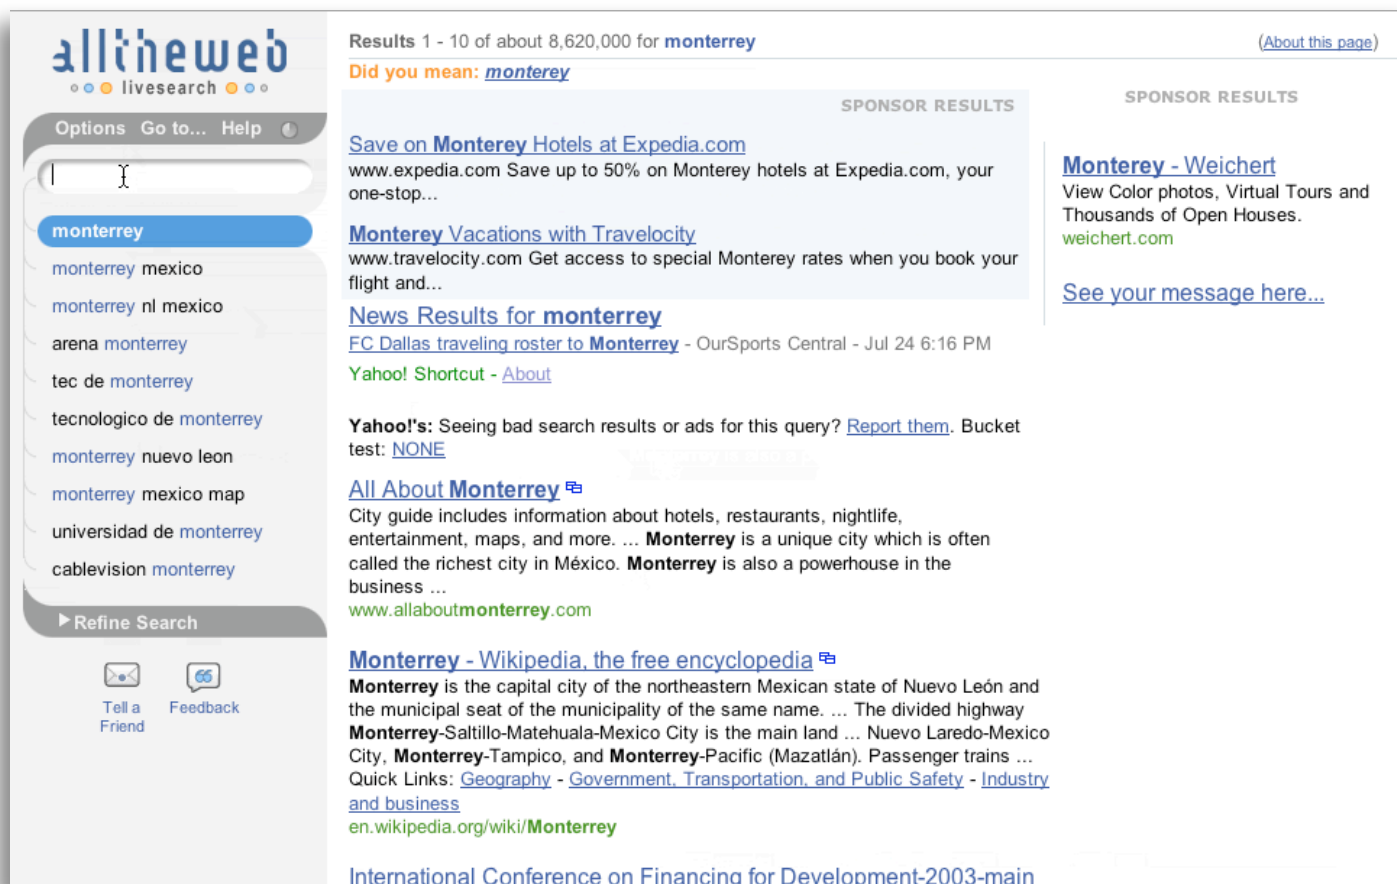 alltheweb
livesearch
Options Go to... Help
monterrey
monterrey mexico
monterrey nl mexico
arena monterrey
tec de monterrey
tecnologico de monterrey
monterrey nuevo leon
monterrey mexico map
universidad de monterrey
cablevision monterrey
Refine Search
Tell a
Friend
Feedback
Results 1 - 10 of about 8,620,000 for monterrey
(About this page)
Did you mean: monterey
SPONSOR RESULTS
Save on Monterey Hotels at Expedia.com
www.expedia.com Save up to 50% on Monterey hotels at Expedia.com, your
one-stop...
Monterey Vacations with Travelocity
www.travelocity.com Get access to special Monterey rates when you book your
flight and...
News Results for monterrey
FC Dallas traveling roster to Monterrey - OurSports Central - Jul 24 6:16 PM
Yahoo! Shortcut - About
Yahoo!'s: Seeing bad search results or ads for this query? Report them. Bucket
test: NONE
All About Monterrey
City guide includes information about hotels, restaurants, nightlife,
entertainment, maps, and more. ... Monterrey is a unique city which is often
called the richest city in México. Monterrey is also a powerhouse in the
business ...
www.allaboutmonterrey.com
Monterrey - Wikipedia, the free encyclopedia
Monterrey is the capital city of the northeastern Mexican state of Nuevo León and
the municipal seat of the municipality of the same name. ... The divided highway
Monterrey-Saltillo-Matehuala-Mexico City is the main land ... Nuevo Laredo-Mexico
City, Monterrey-Tampico, and Monterrey-Pacific (Mazatlán). Passenger trains ...
Quick Links: Geography - Government, Transportation, and Public Safety - Industry
and business
en.wikipedia.org/wiki/Monterrey
International Conference on Financing for Development-2003-main
SPONSOR RESULTS
Monterey - Weichert
View Color photos, Virtual Tours and
Thousands of Open Houses.
weichert.com
See your message here...